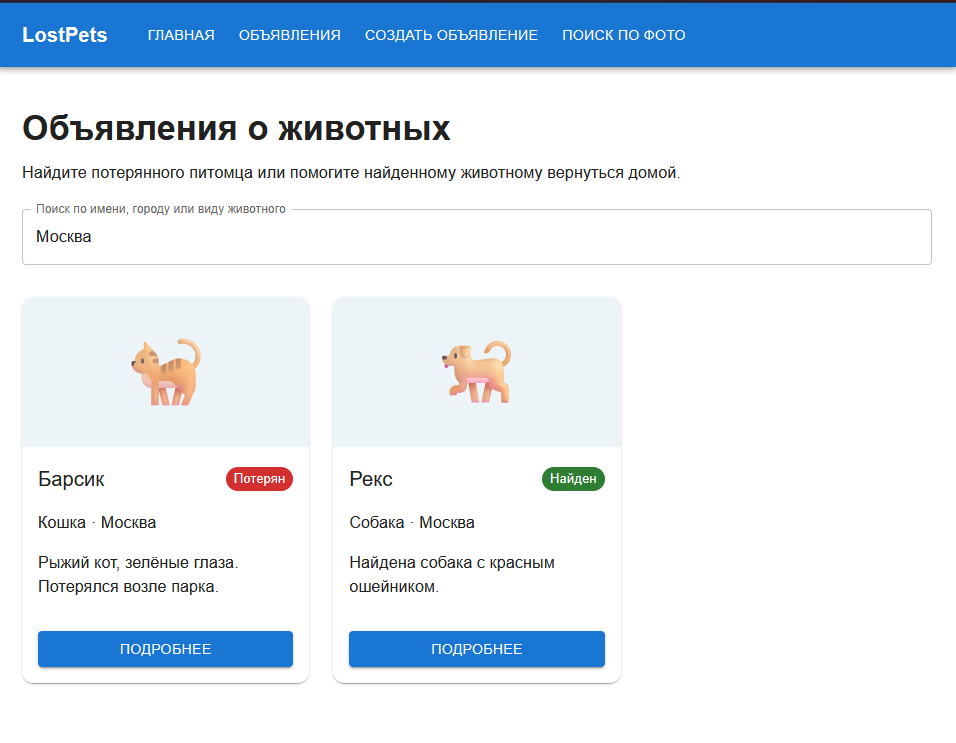 LostPets ГЛАВНАЯ ОБЪЯВЛЕНИЯ СОЗДАТЬ ОБЪЯВЛЕНИЕ ПОИСК ПО ФОТО
Объявления о животных
Найдите потерянного питомца или помогите найденному животному вернуться домой.
Поиск по имени, городу или виду животного
Москва
Барсик Потерян
Кошка · Москва
Рыжий кот, зелёные глаза.
Потерялся возле парка.
ПОДРОБНЕЕ
Рекс Найден
Собака · Москва
Найдена собака с красным
ошейником.
ПОДРОБНЕЕ